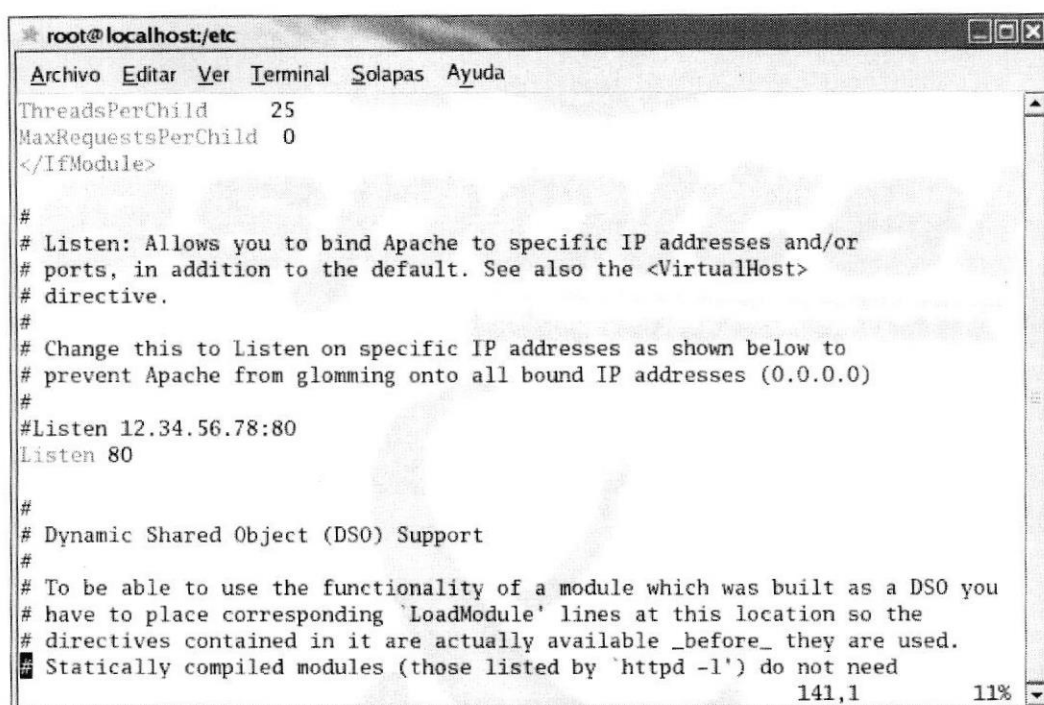 root@localhost:/etc
Archivo Editar Ver Terminal Solapas Ayuda
ThreadsPerChild 25
MaxRequestsPerChild 0
</IfModule>
#
# Listen: Allows you to bind Apache to specific IP addresses and/or
# ports, in addition to the default. See also the <VirtualHost>
# directive.
#
# Change this to Listen on specific IP addresses as shown below to
# prevent Apache from glomming onto all bound IP addresses (0.0.0.0)
#
#Listen 12.34.56.78:80
Listen 80
#
# Dynamic Shared Object (DSO) Support
#
# To be able to use the functionality of a module which was built as a DSO you
# have to place corresponding `LoadModule' lines at this location so the
# directives contained in it are actually available _before_ they are used.
# Statically compiled modules (those listed by `httpd -l') do not need
141,1 11%